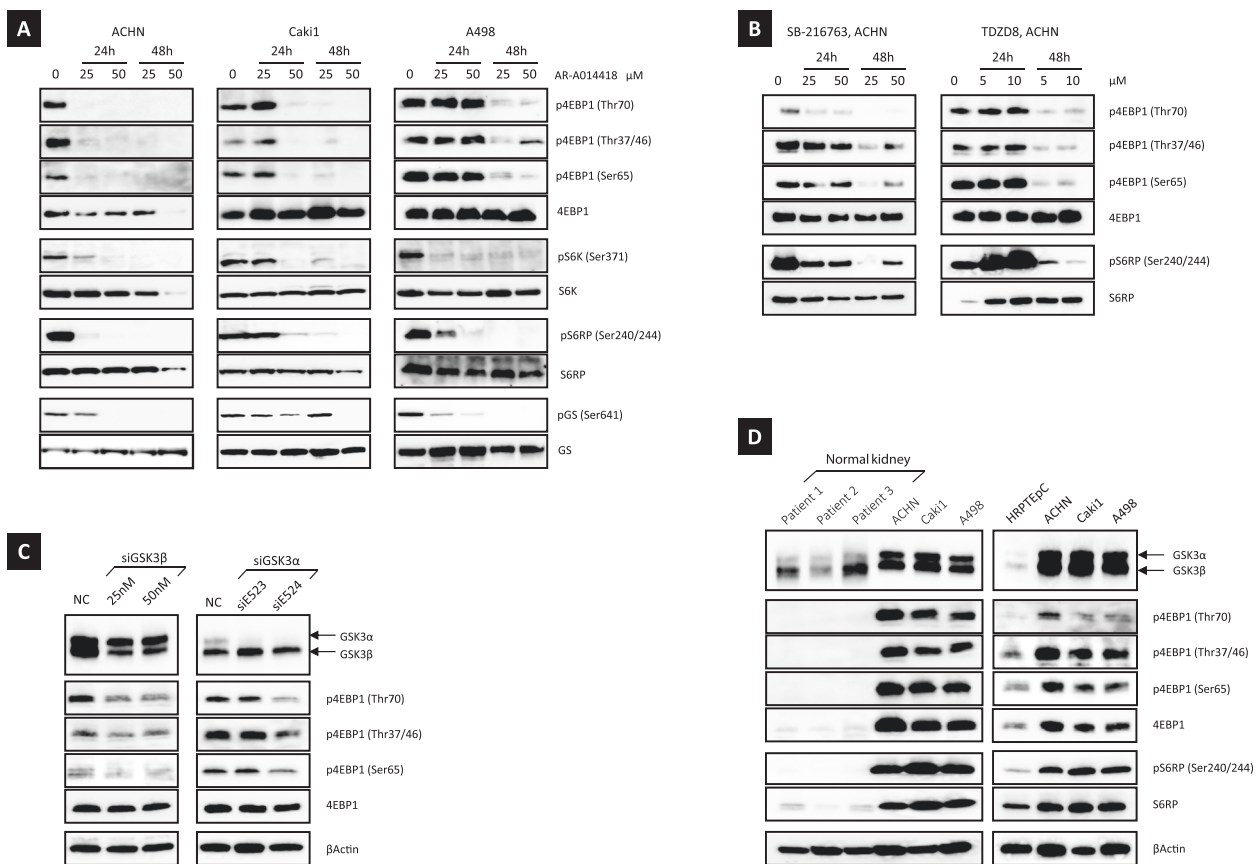 A
ACHN Caki1 A498
24h 48h 24h 48h 24h 48h
0 25 50 25 50 0 25 50 25 50 0 25 50 25 50 AR-A014418 μM
p4EBP1 (Thr70)
p4EBP1 (Thr37/46)
p4EBP1 (Ser65)
4EBP1
pS6K (Ser371)
S6K
pS6RP (Ser240/244)
S6RP
pGS (Ser641)
GS
B
SB-216763, ACHN TDZD8, ACHN
24h 48h 24h 48h
0 25 50 25 50 0 5 10 5 10 μM
p4EBP1 (Thr70)
p4EBP1 (Thr37/46)
p4EBP1 (Ser65)
4EBP1
pS6RP (Ser240/244)
S6RP
C
siGSK3β siGSK3α
NC 25nM 50nM NC siE523 siE524
GSK3α
GSK3β
p4EBP1 (Thr70)
p4EBP1 (Thr37/46)
p4EBP1 (Ser65)
4EBP1
βActin
D
Normal kidney
Patient 1 Patient 2 Patient 3 ACHN Caki1 A498 HRPTEpC ACHN Caki1 A498
GSK3α
GSK3β
p4EBP1 (Thr70)
p4EBP1 (Thr37/46)
p4EBP1 (Ser65)
4EBP1
pS6RP (Ser240/244)
S6RP
βActin